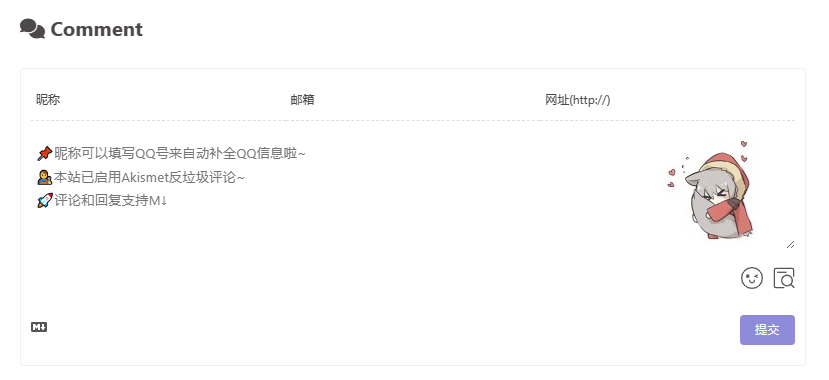 Comment
昵称
邮箱
网址(http://)
📌昵称可以填写QQ号来自动补全QQ信息啦~
🙋‍♂️本站已启用Akismet反垃圾评论~
🚀评论和回复支持M↓
M↓
提交